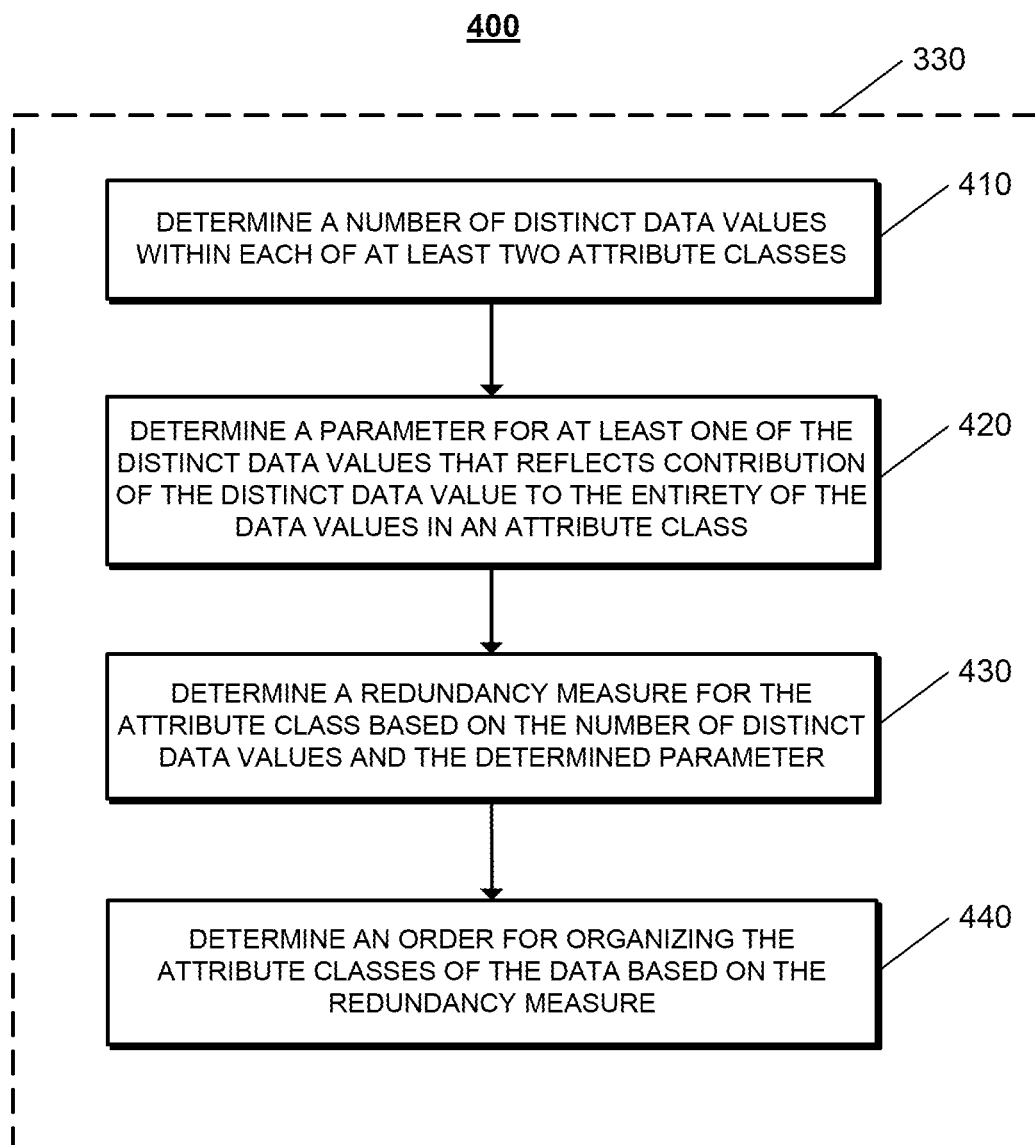 400
330
410
DETERMINE A NUMBER OF DISTINCT DATA VALUES
WITHIN EACH OF AT LEAST TWO ATTRIBUTE CLASSES
420
DETERMINE A PARAMETER FOR AT LEAST ONE OF THE
DISTINCT DATA VALUES THAT REFLECTS CONTRIBUTION
OF THE DISTINCT DATA VALUE TO THE ENTIRETY OF THE
DATA VALUES IN AN ATTRIBUTE CLASS
430
DETERMINE A REDUNDANCY MEASURE FOR THE
ATTRIBUTE CLASS BASED ON THE NUMBER OF DISTINCT
DATA VALUES AND THE DETERMINED PARAMETER
440
DETERMINE AN ORDER FOR ORGANIZING THE
ATTRIBUTE CLASSES OF THE DATA BASED ON THE
REDUNDANCY MEASURE